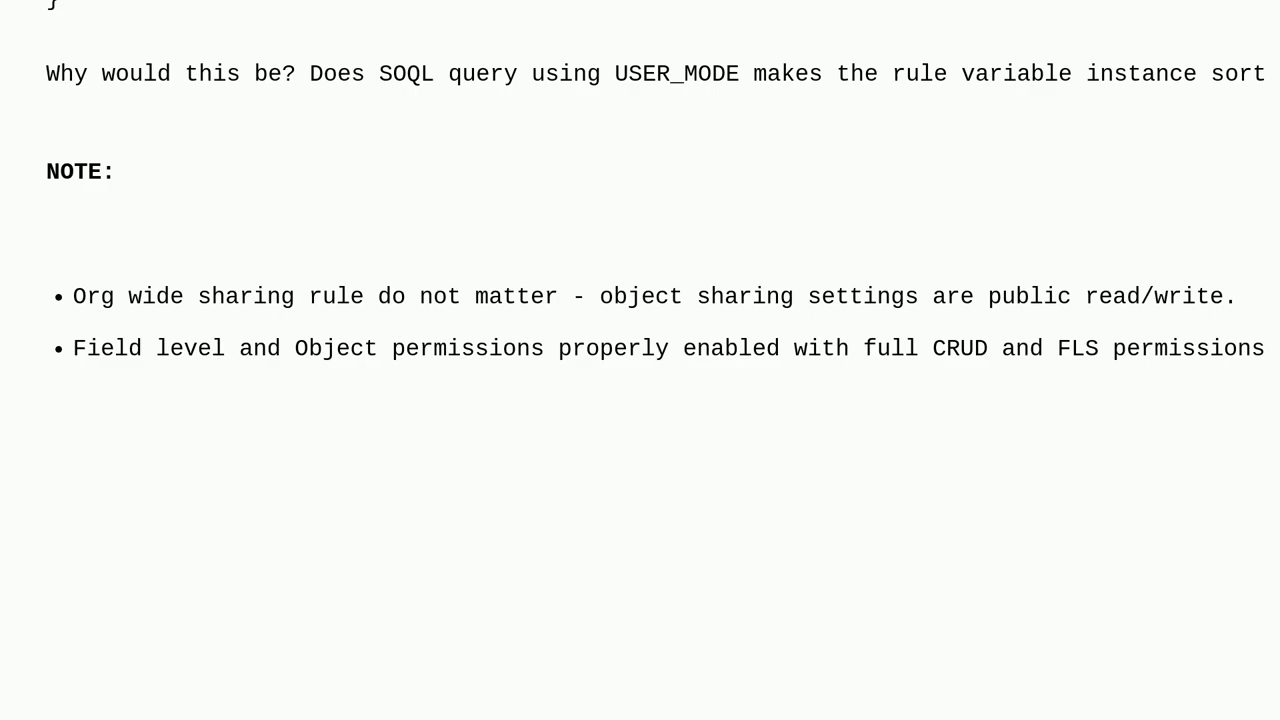 }
Why would this be? Does SOQL query using USER_MODE makes the rule variable instance sort
NOTE:
• Org wide sharing rule do not matter - object sharing settings are public read/write.
• Field level and Object permissions properly enabled with full CRUD and FLS permissions